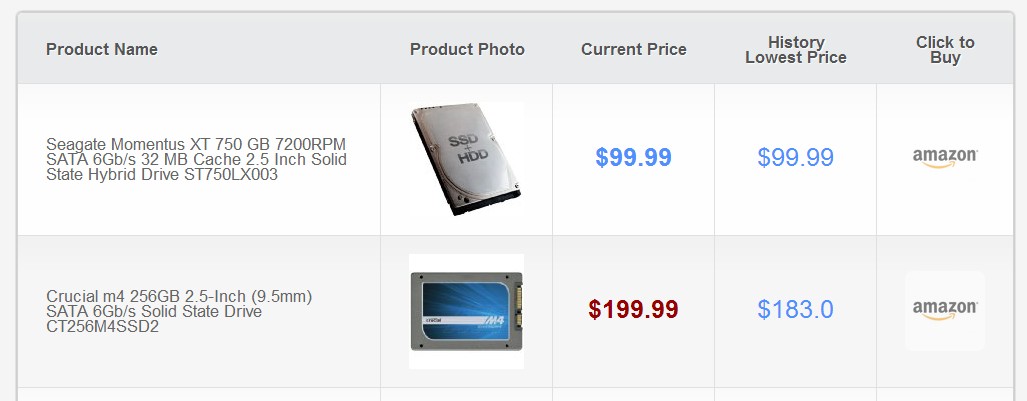 Product Name
Product Photo
Current Price
History
Lowest Price
Click to
Buy
Seagate Momentus XT 750 GB 7200RPM
SATA 6Gb/s 32 MB Cache 2.5 Inch Solid
State Hybrid Drive ST750LX003
SSD
+
HDD
$99.99
$99.99
amazon
Crucial m4 256GB 2.5-Inch (9.5mm)
SATA 6Gb/s Solid State Drive
CT256M4SSD2
crucial
M4
$199.99
$183.0
amazon